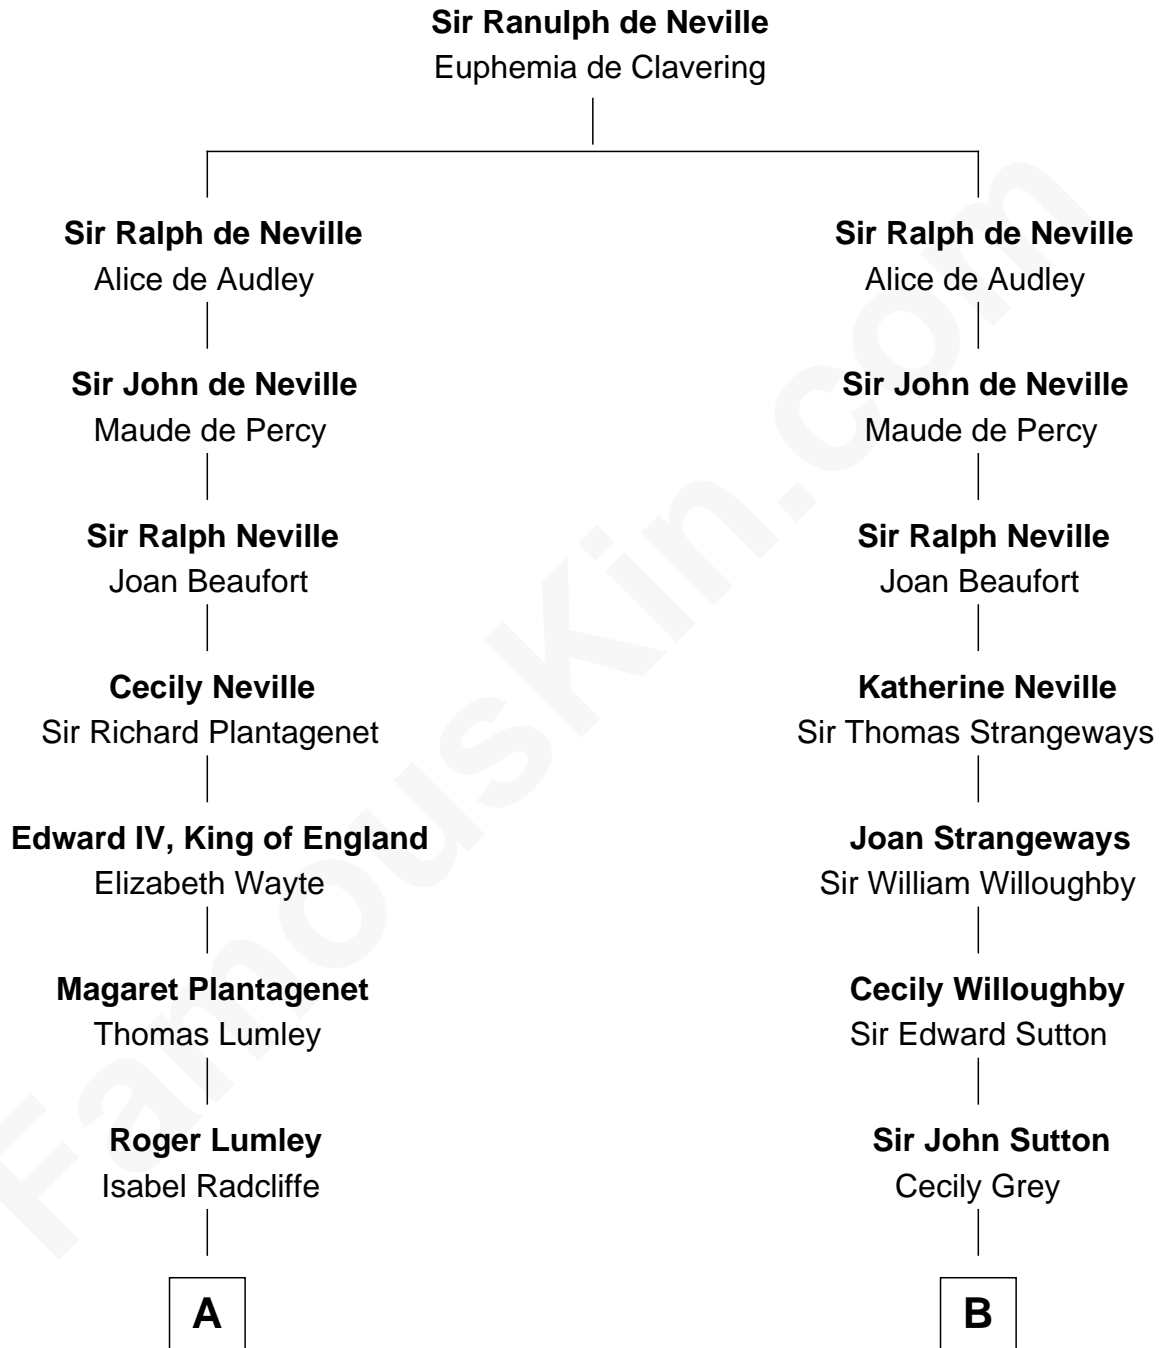 Sir Ranulph de Neville
Euphemia de Clavering
Sir Ralph de Neville
Alice de Audley
Sir John de Neville
Maude de Percy
Sir Ralph Neville
Joan Beaufort
Cecily Neville
Sir Richard Plantagenet
Edward IV, King of England
Elizabeth Wayte
Magaret Plantagenet
Thomas Lumley
Roger Lumley
Isabel Radcliffe
A
Sir Ralph de Neville
Alice de Audley
Sir John de Neville
Maude de Percy
Sir Ralph Neville
Joan Beaufort
Katherine Neville
Sir Thomas Strangeways
Joan Strangeways
Sir William Willoughby
Cecily Willoughby
Sir Edward Sutton
Sir John Sutton
Cecily Grey
B
FamousKin.com